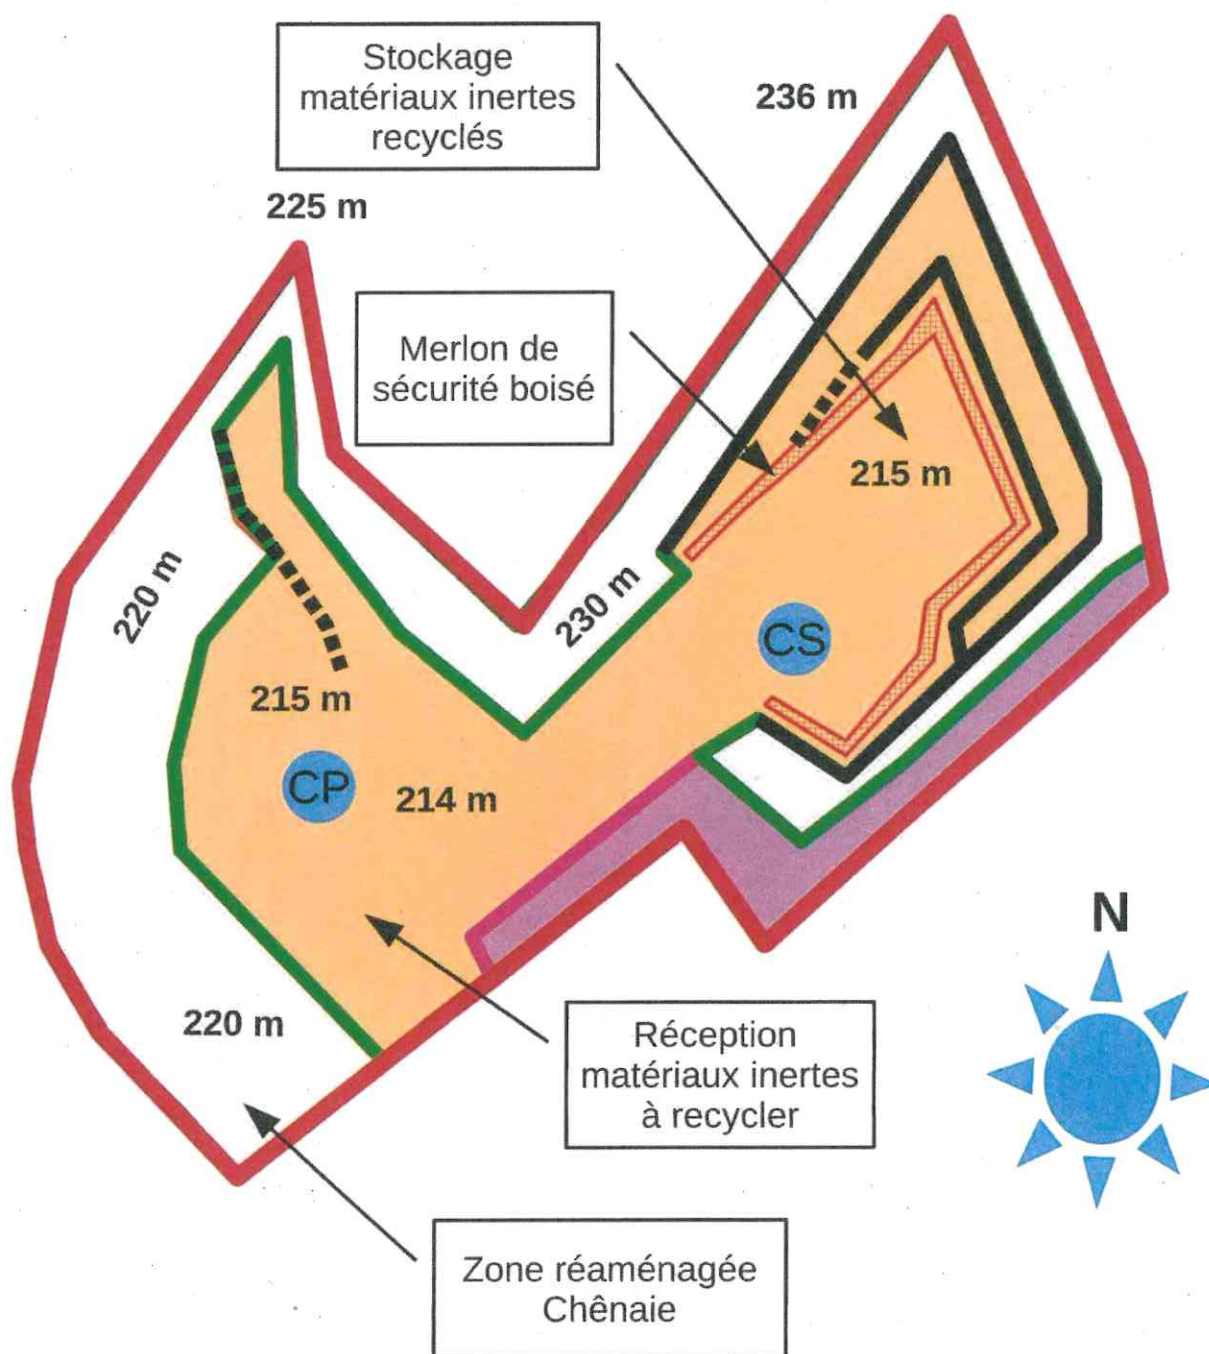 Stockage
matériaux inertes
recyclés
236 m
225 m
Merlon de
sécurité boisé
215 m
220 m
230 m
CS
215 m
CP
214 m
N
220 m
Réception
matériaux inertes
à recycler
Zone réaménagée
Chênaie